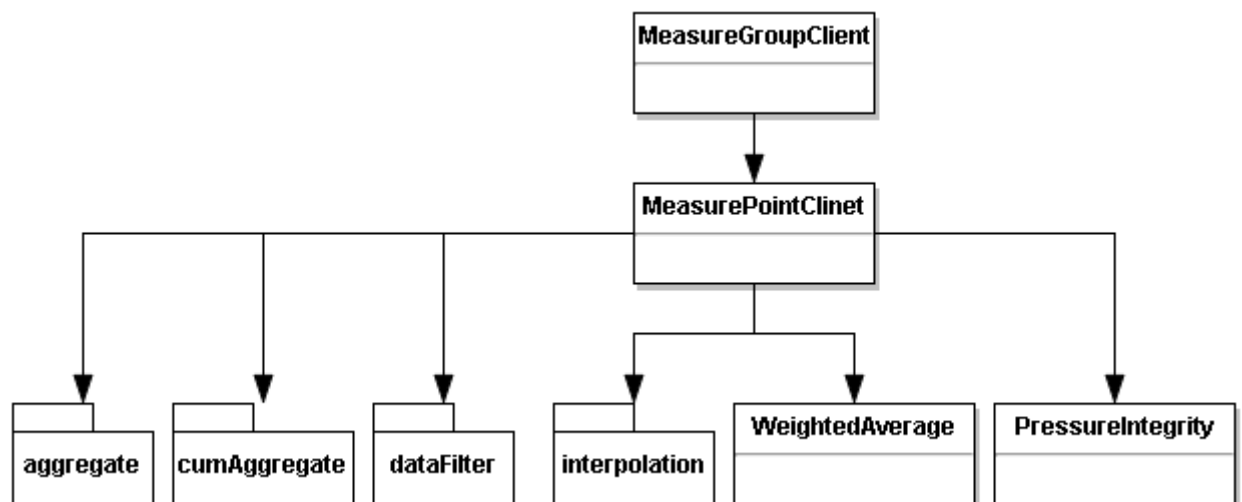 MeasureGroupClient
MeasurePointClinet
aggregate
cumAggregate
dataFilter
interpolation
WeightedAverage
PressureIntegrity